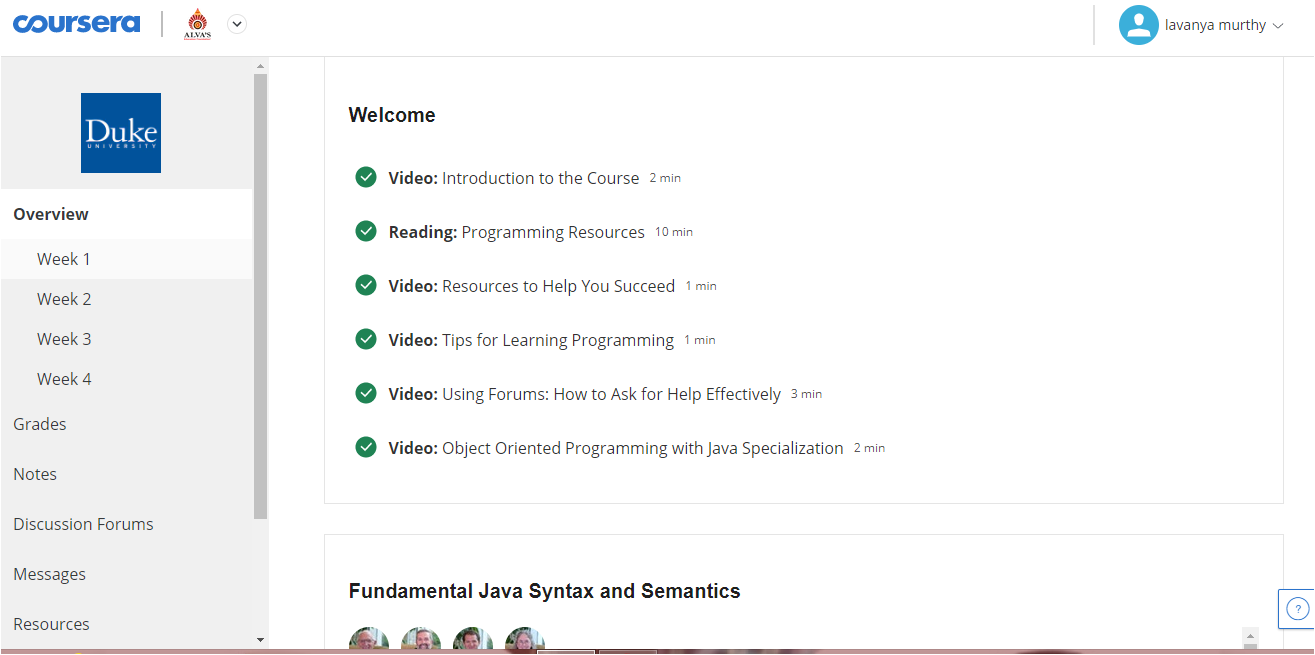 coursera
ALVA'S
lavanya murthy
Duke
UNIVERSITY
Overview
Week 1
Week 2
Week 3
Week 4
Grades
Notes
Discussion Forums
Messages
Resources
Welcome
Video: Introduction to the Course 2 min
Reading: Programming Resources 10 min
Video: Resources to Help You Succeed 1 min
Video: Tips for Learning Programming 1 min
Video: Using Forums: How to Ask for Help Effectively 3 min
Video: Object Oriented Programming with Java Specialization 2 min
Fundamental Java Syntax and Semantics
?